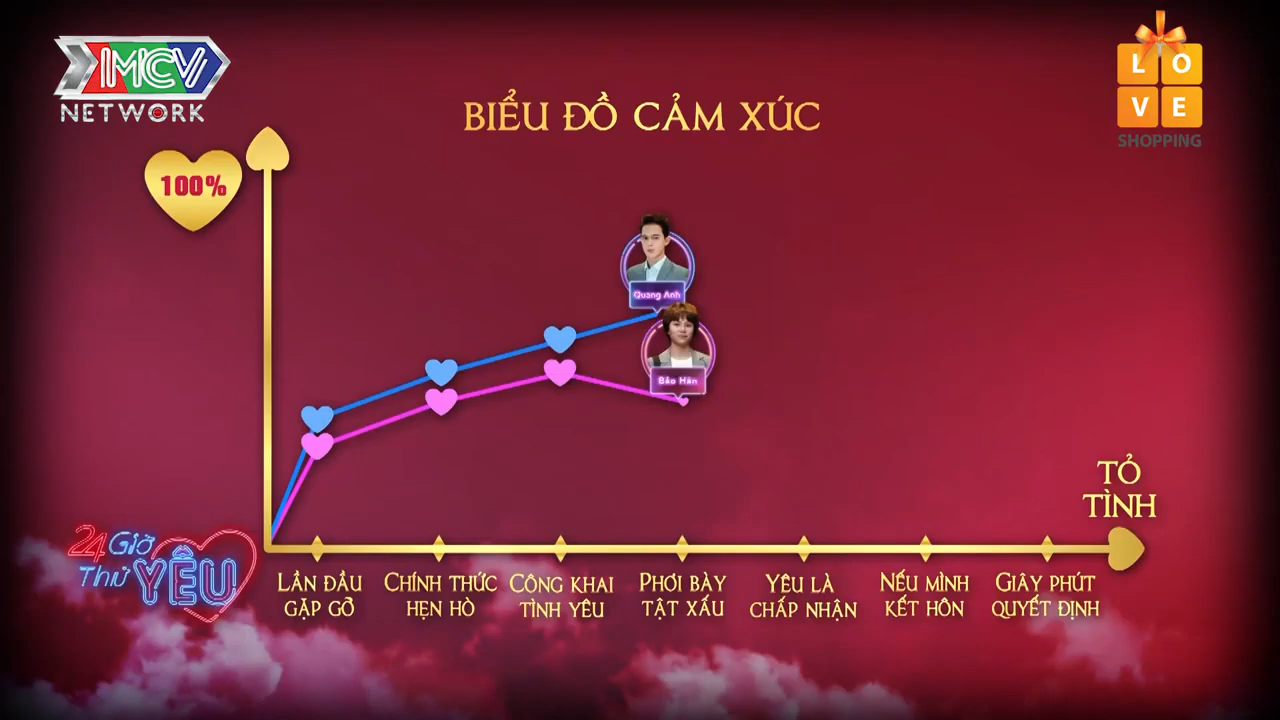 MCV
NETWORK
L O
V E
SHOPPING
BIỂU ĐỒ CẢM XÚC
100%
Quang Anh
Bảo Hân
TỎ
TÌNH
24 Giờ
Thử YÊU
LẦN ĐẦU
GẶP GỠ
CHÍNH THỨC
HẸN HÒ
CÔNG KHAI
TÌNH YÊU
PHƠI BÀY
TẬT XẤU
YÊU LÀ
CHẤP NHẬN
NẾU MÌNH
KẾT HÔN
GIÂY PHÚT
QUYẾT ĐỊNH